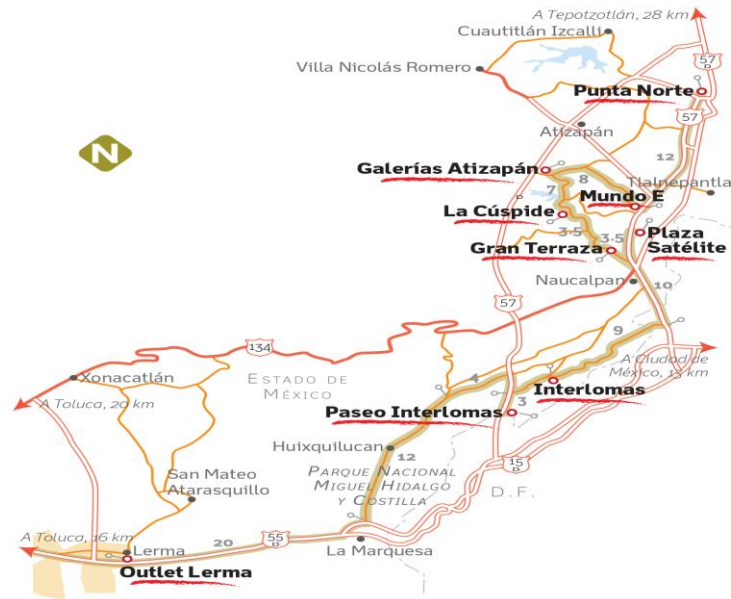 A Tepotzotlán, 28 km
Cuautitlán Izcalli
57
D
Villa Nicolás Romero
Punta Norte
57
57
Atizapán
12
Galerías Atizapán
8
Tlalnepantla
7
D
Mundo E
La Cúspide
3·5
3·5
Plaza
Satélite
Gran Terraza
Naucalpan
10
57
9
134
A Ciudad de
México, 13 km
Xonacatlán
ESTADO DE
MÉXICO
4
Interlomas
A Toluca, 20 km
3
Paseo Interlomas
Huixquilucan
12
15
D
PARQUE NACIONAL
MIGUEL HIDALGO
Y COSTILLA
San Mateo
Atarasquillo
D.F.
A Toluca, 16 km
20
55
D
Lerma
La Marquesa
Outlet Lerma
N